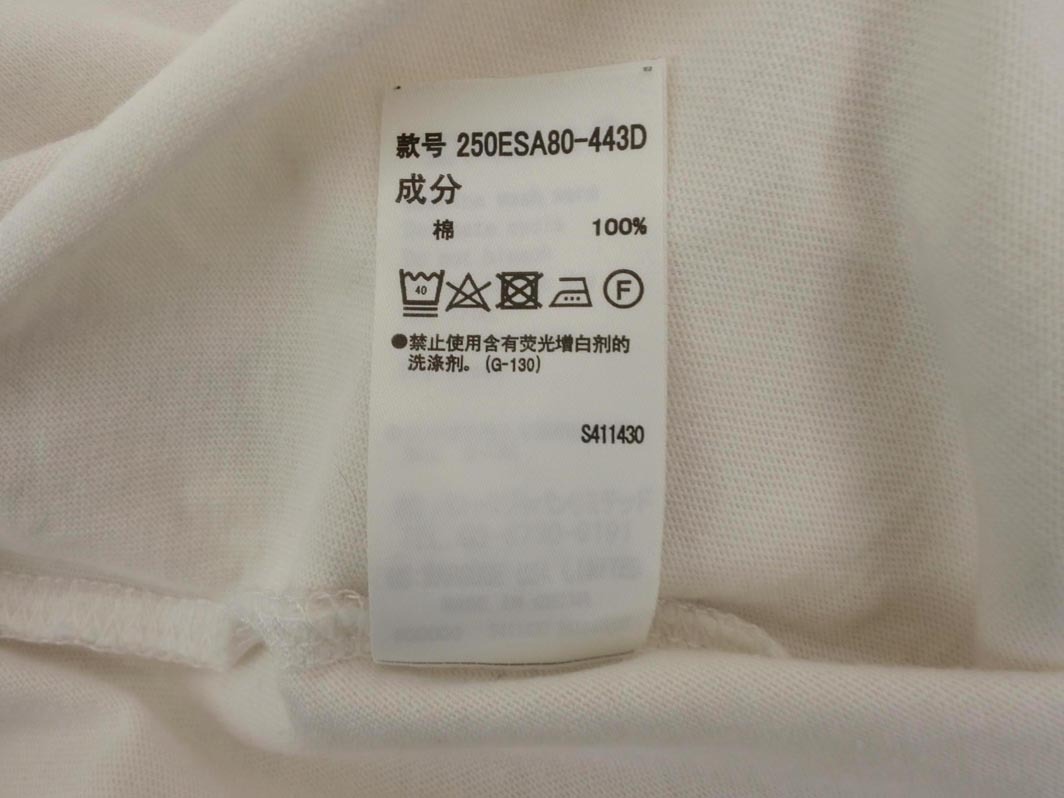 款号 250ESA80-443D
成分
棉 100%
40
F
●禁止使用含有荧光增白剂的
洗涤剂。(G-130)
S411430